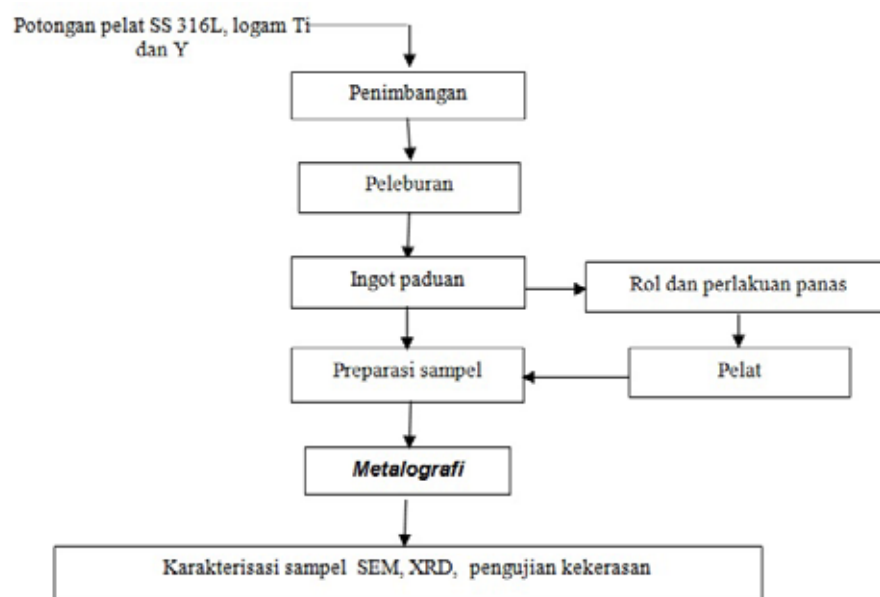 Potongan pelat SS 316L, logam Ti
dan Y
Penimbangan
Peleburan
Ingot paduan
Rol dan perlakuan panas
Preparasi sampel
Pelat
Metalografi
Karakterisasi sampel SEM, XRD, pengujian kekerasan